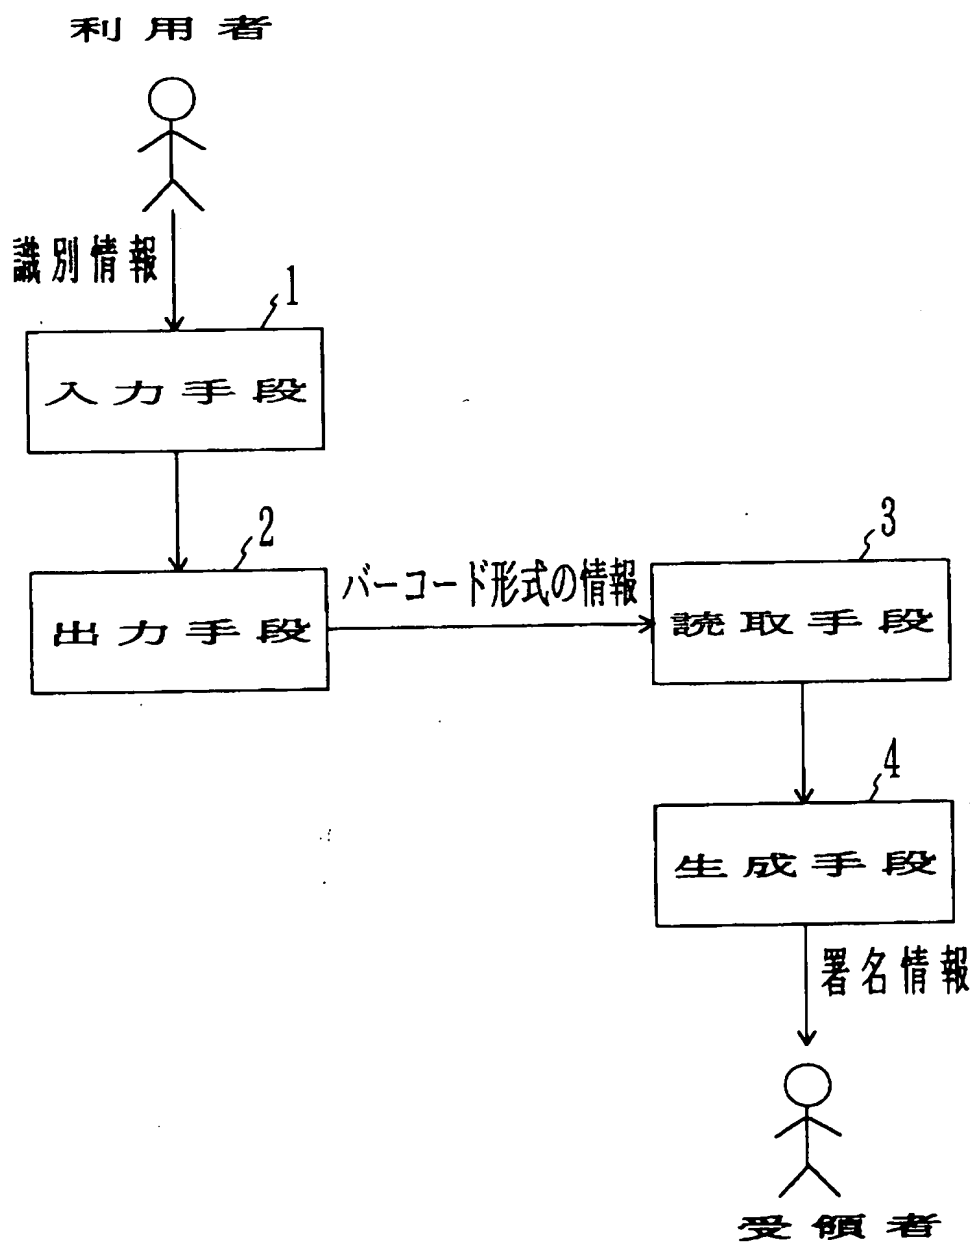 利用者
識別情報
1
入力手段
2
出力手段
バーコード形式の情報
3
読取手段
4
生成手段
署名情報
受領者